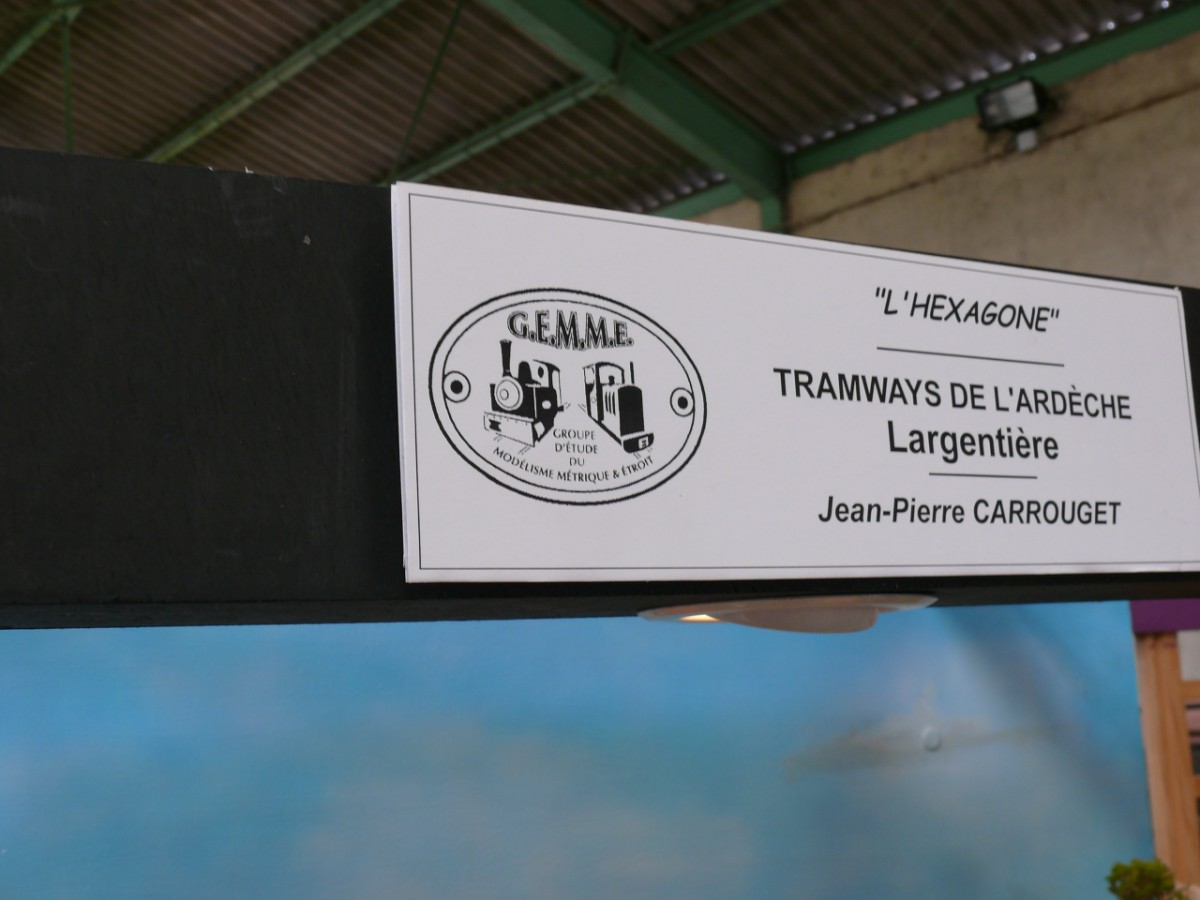 G.E.M.M.E.
GROUPE
D'ÉTUDE
DU
MODÉLISME MÉTRIQUE & ÉTROIT
"L'HEXAGONE"
TRAMWAYS DE L'ARDÈCHE
Largentière
Jean-Pierre CARROUGET